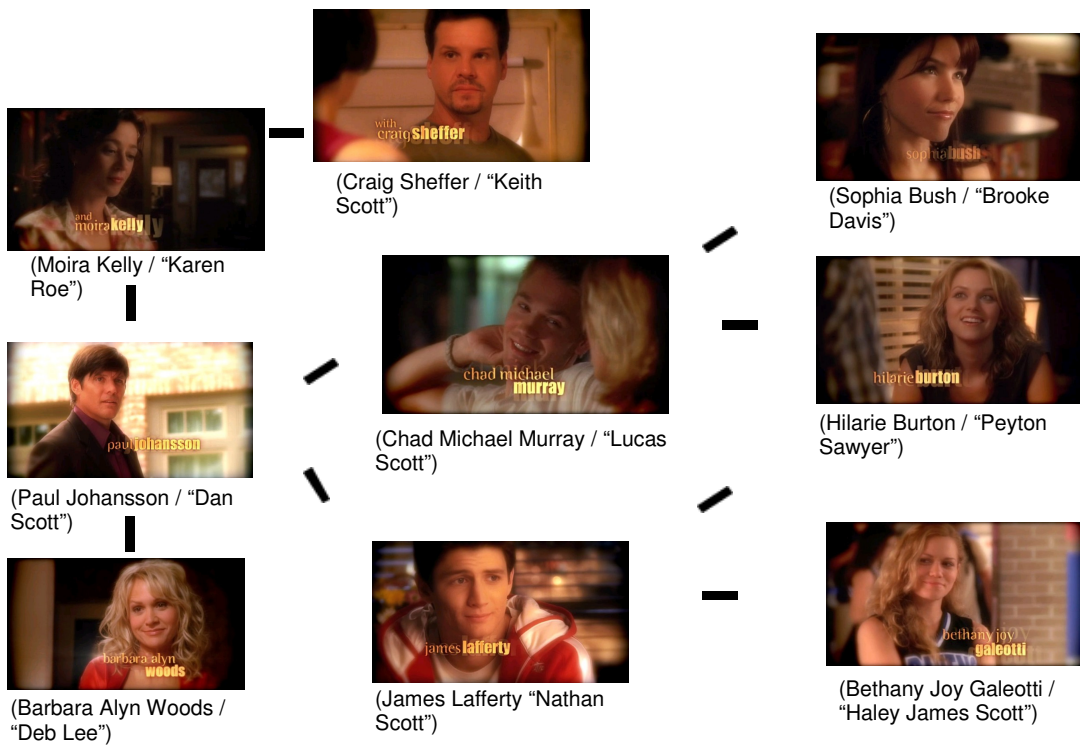 with
craig sheffer
(Craig Sheffer / “Keith
Scott”)
sophia bush
(Sophia Bush / “Brooke
Davis”)
and
moira kelly
(Moira Kelly / “Karen
Roe”)
chad michael
murray
(Chad Michael Murray / “Lucas
Scott”)
hilarie burton
(Hilarie Burton / “Peyton
Sawyer”)
paul johansson
(Paul Johansson / “Dan
Scott”)
barbara alyn
woods
(Barbara Alyn Woods /
“Deb Lee”)
james lafferty
(James Lafferty “Nathan
Scott”)
bethany joy
galeotti
(Bethany Joy Galeotti /
“Haley James Scott”)